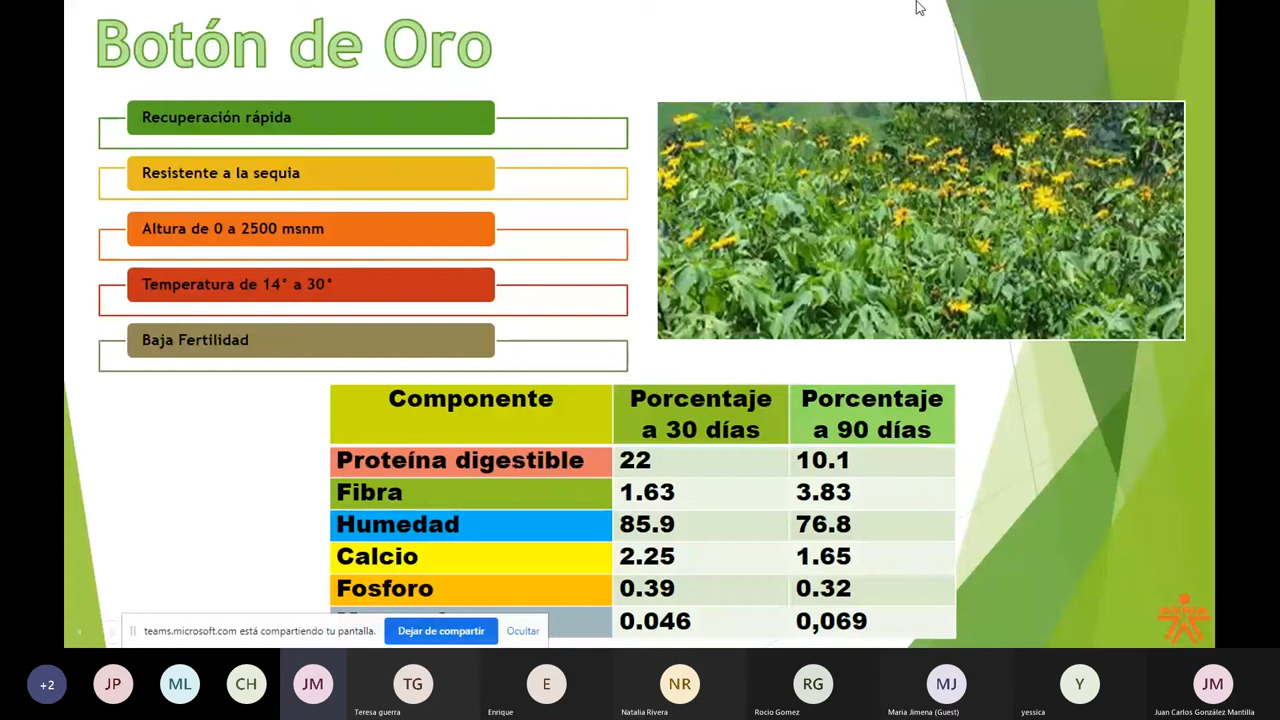 Botón de Oro
Recuperación rápida
Resistente a la sequia
Altura de 0 a 2500 msnm
Temperatura de 14° a 30°
Baja Fertilidad
Componente Porcentaje a 30 días Porcentaje a 90 días
Proteína digestible 22 10.1
Fibra 1.63 3.83
Humedad 85.9 76.8
Calcio 2.25 1.65
Fosforo 0.39 0.32
0.046 0,069
teams.microsoft.com está compartiendo tu pantalla. Dejar de compartir Ocultar
SENA
+2 JP ML CH JM TG E NR RG MJ Y JM
Teresa guerra Enrique Natalia Rivera Rocio Gomez Maria Jimena (Guest) yessica Juan Carlos González Mantilla